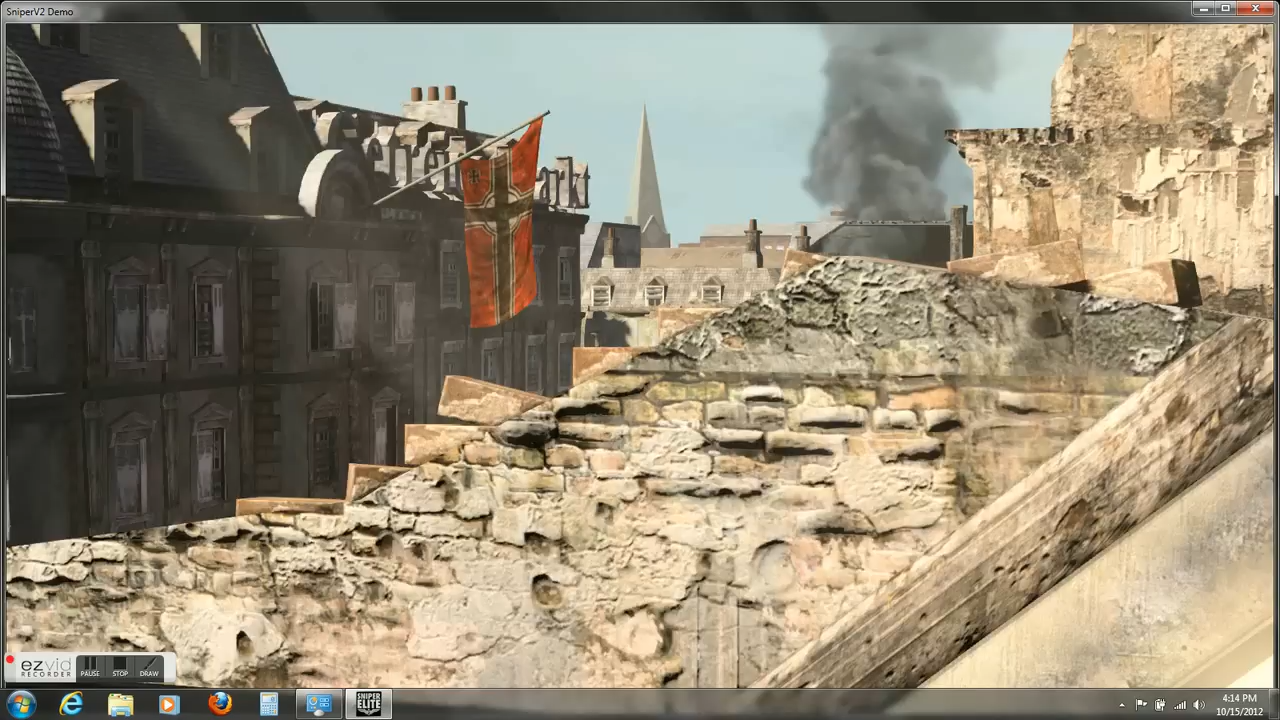 SniperV2 Demo
ezvid
RECORDER
PAUSE
STOP
DRAW
SNIPER
ELITE
4:14 PM
10/15/2012